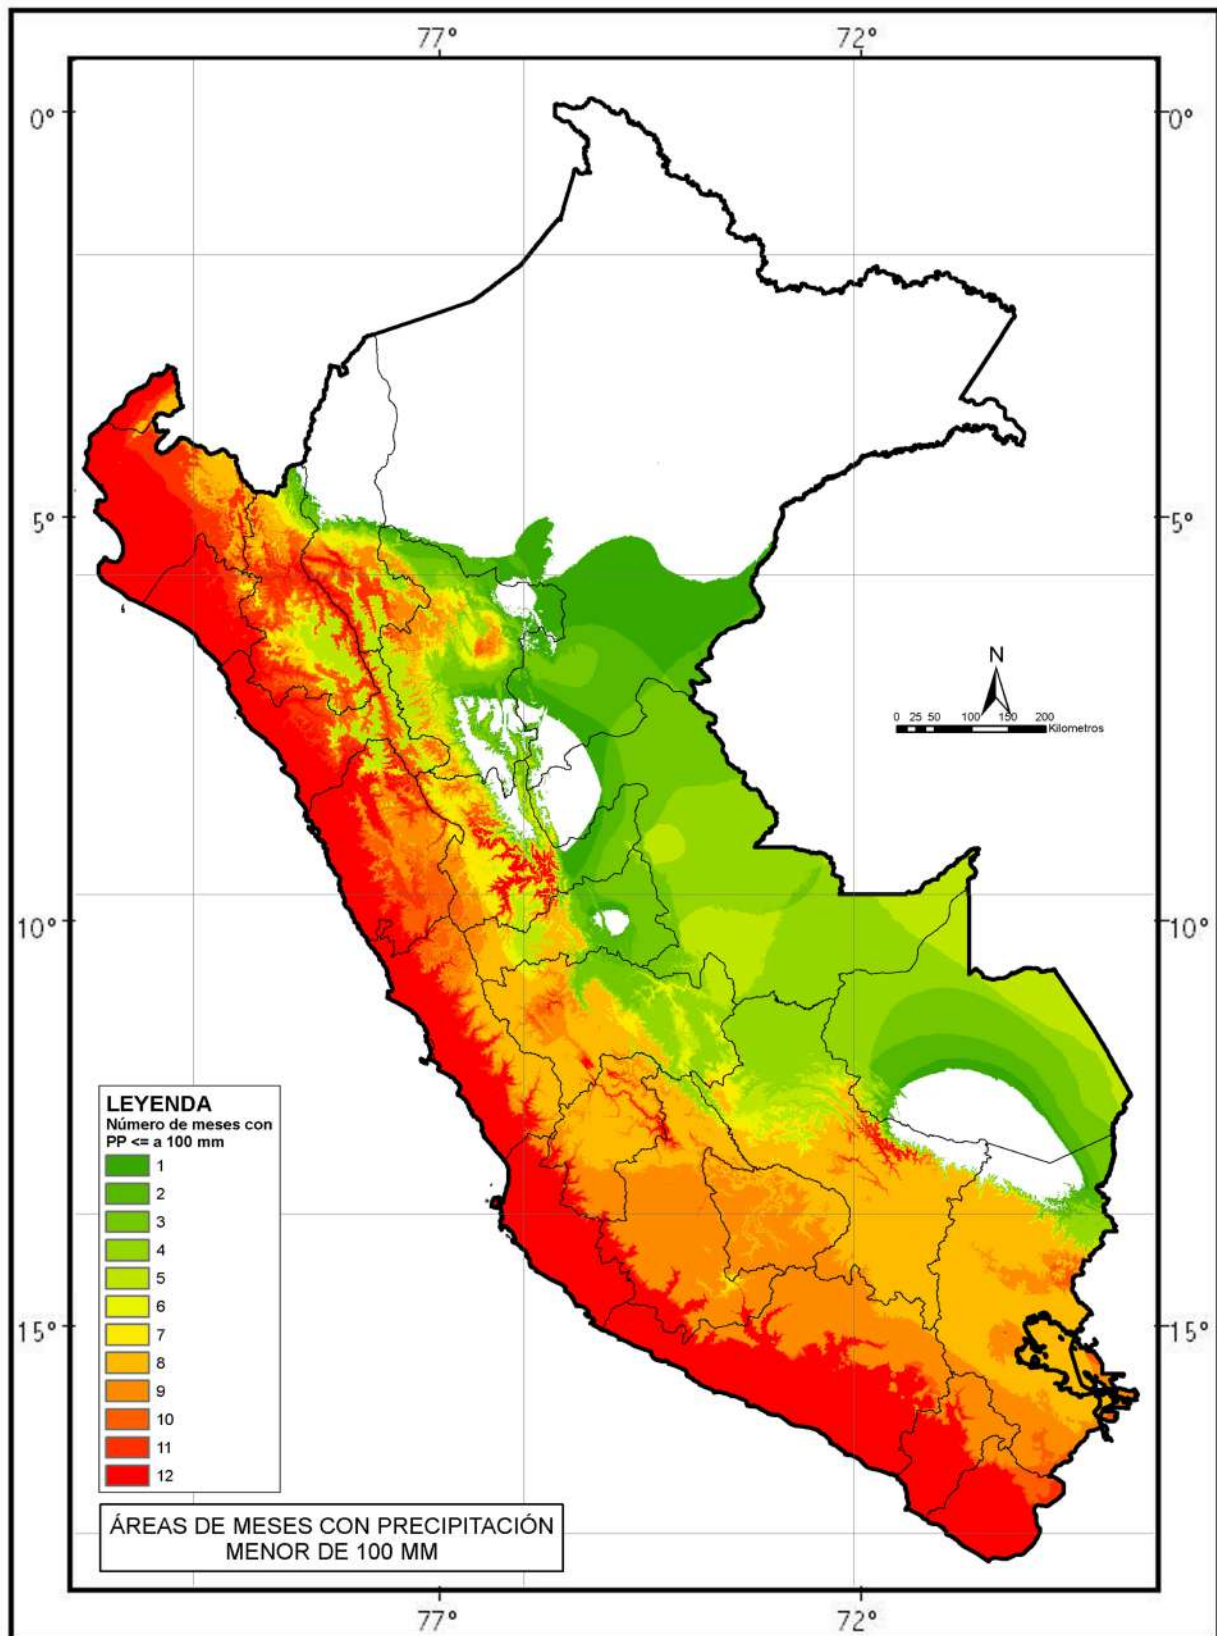 77° 72°
0° 0°
N
0 25 50 100 150 200
Kilometros
5° 5°
10° 10°
LEYENDA
Número de meses con
PP <= a 100 mm
1
2
3
4
5
6
7
8
9
10
11
12
15° 15°
ÁREAS DE MESES CON PRECIPITACIÓN
MENOR DE 100 MM
77° 72°